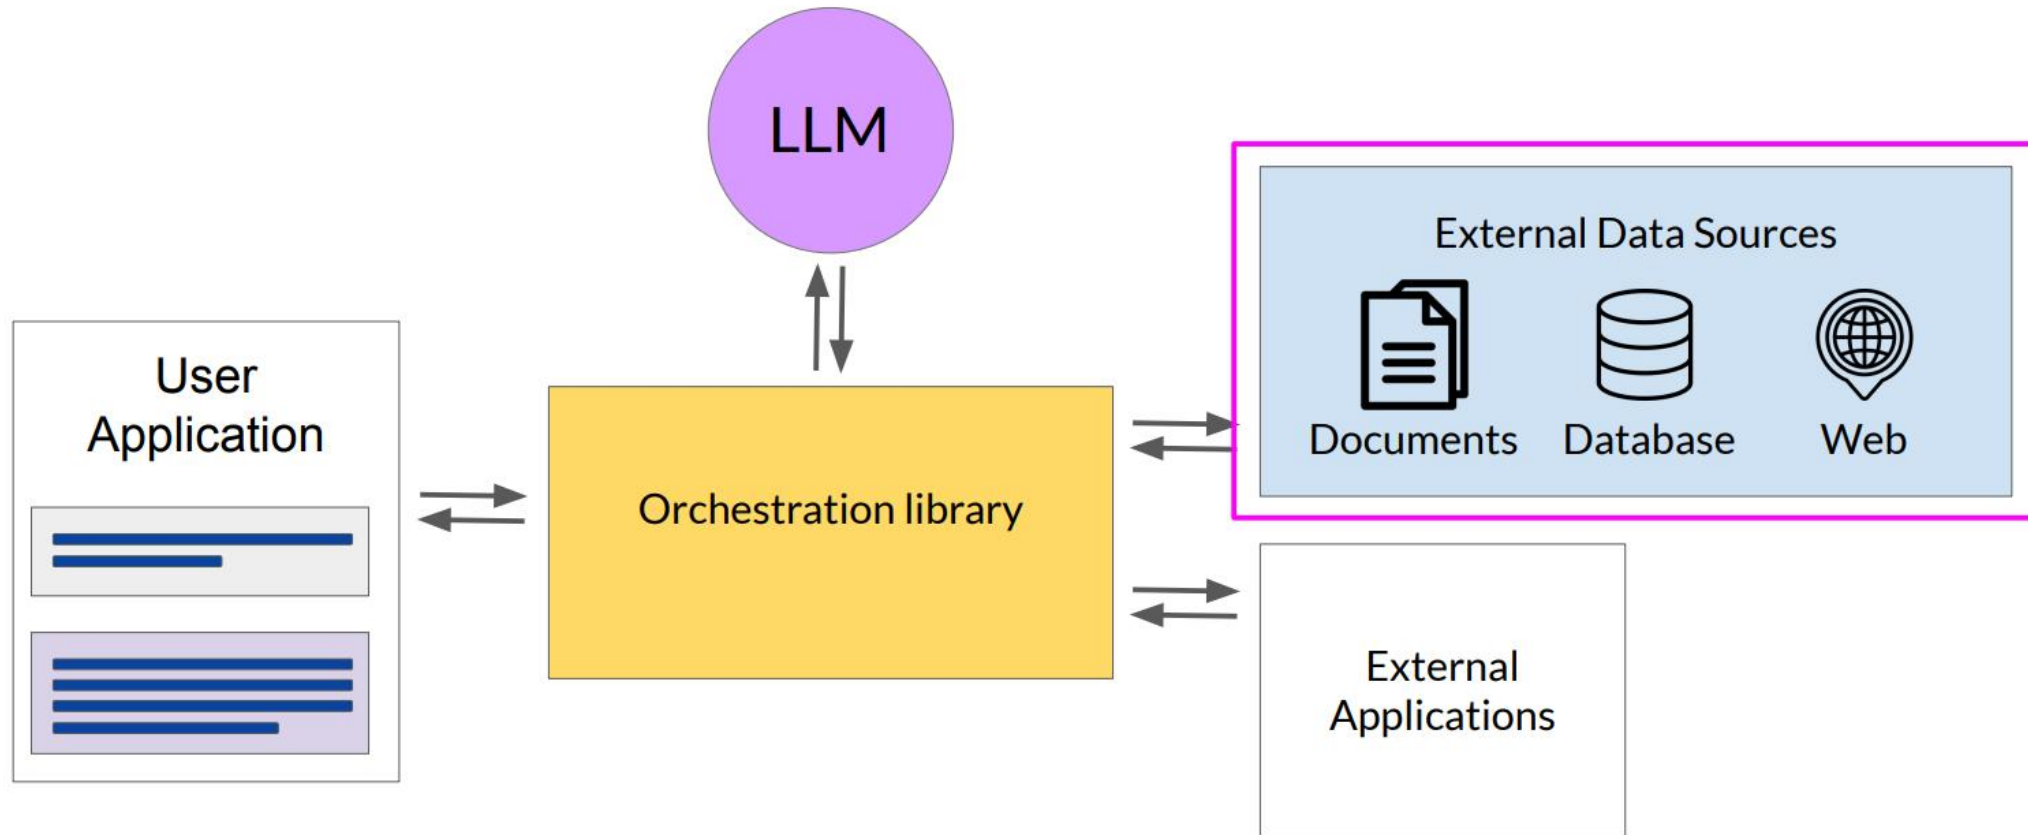 LLM
User
Application
Orchestration library
External Data Sources
Documents
Database
Web
External
Applications